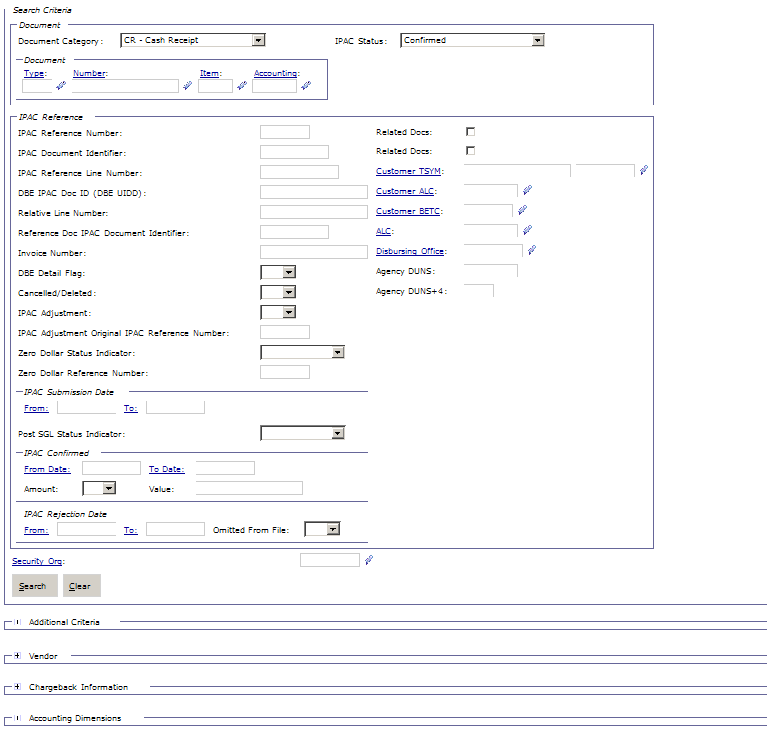 Search Criteria
Document
Document Category: CR - Cash Receipt IPAC Status: Confirmed
Document
Type: Number: Item: Accounting:
IPAC Reference
IPAC Reference Number: Related Docs:
IPAC Document Identifier: Related Docs:
IPAC Reference Line Number: Customer TSYM:
DBE IPAC Doc ID (DBE UIDD): Customer ALC:
Relative Line Number: Customer BETC:
Reference Doc IPAC Document Identifier: ALC:
Invoice Number: Disbursing Office:
DBE Detail Flag: Agency DUNS:
Cancelled/Deleted: Agency DUNS+4:
IPAC Adjustment:
IPAC Adjustment Original IPAC Reference Number:
Zero Dollar Status Indicator:
Zero Dollar Reference Number:
IPAC Submission Date
From: To:
Post SGL Status Indicator:
IPAC Confirmed
From Date: To Date:
Amount: Value:
IPAC Rejection Date
From: To: Omitted From File:
Security Org:
Search Clear
Additional Criteria
Vendor
Chargeback Information
Accounting Dimensions